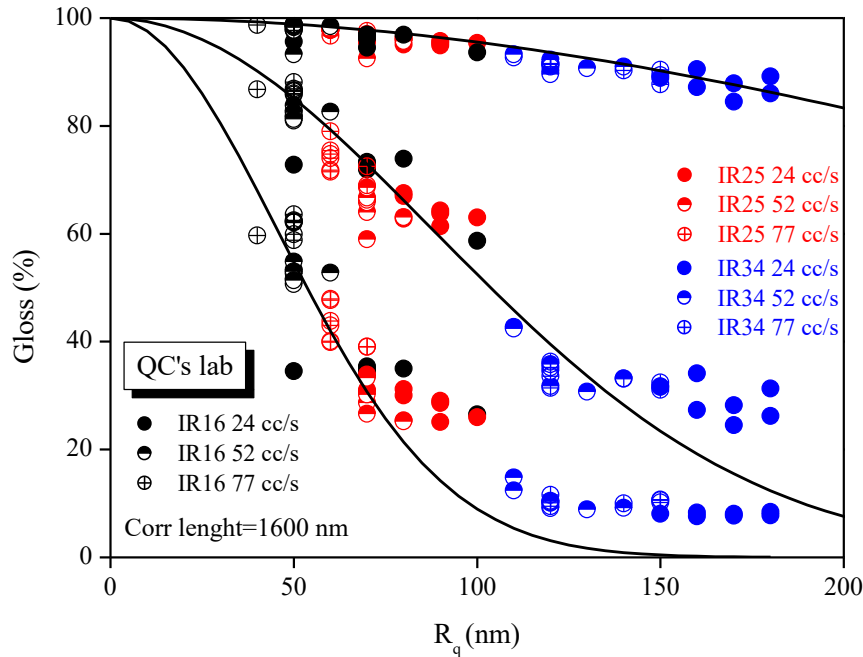 100
80
60
40
20
0
Gloss (%)
IR25 24 cc/s
IR25 52 cc/s
IR25 77 cc/s
IR34 24 cc/s
IR34 52 cc/s
IR34 77 cc/s
QC's lab
IR16 24 cc/s
IR16 52 cc/s
IR16 77 cc/s
Corr lenght=1600 nm
0 50 100 150 200
Rq (nm)